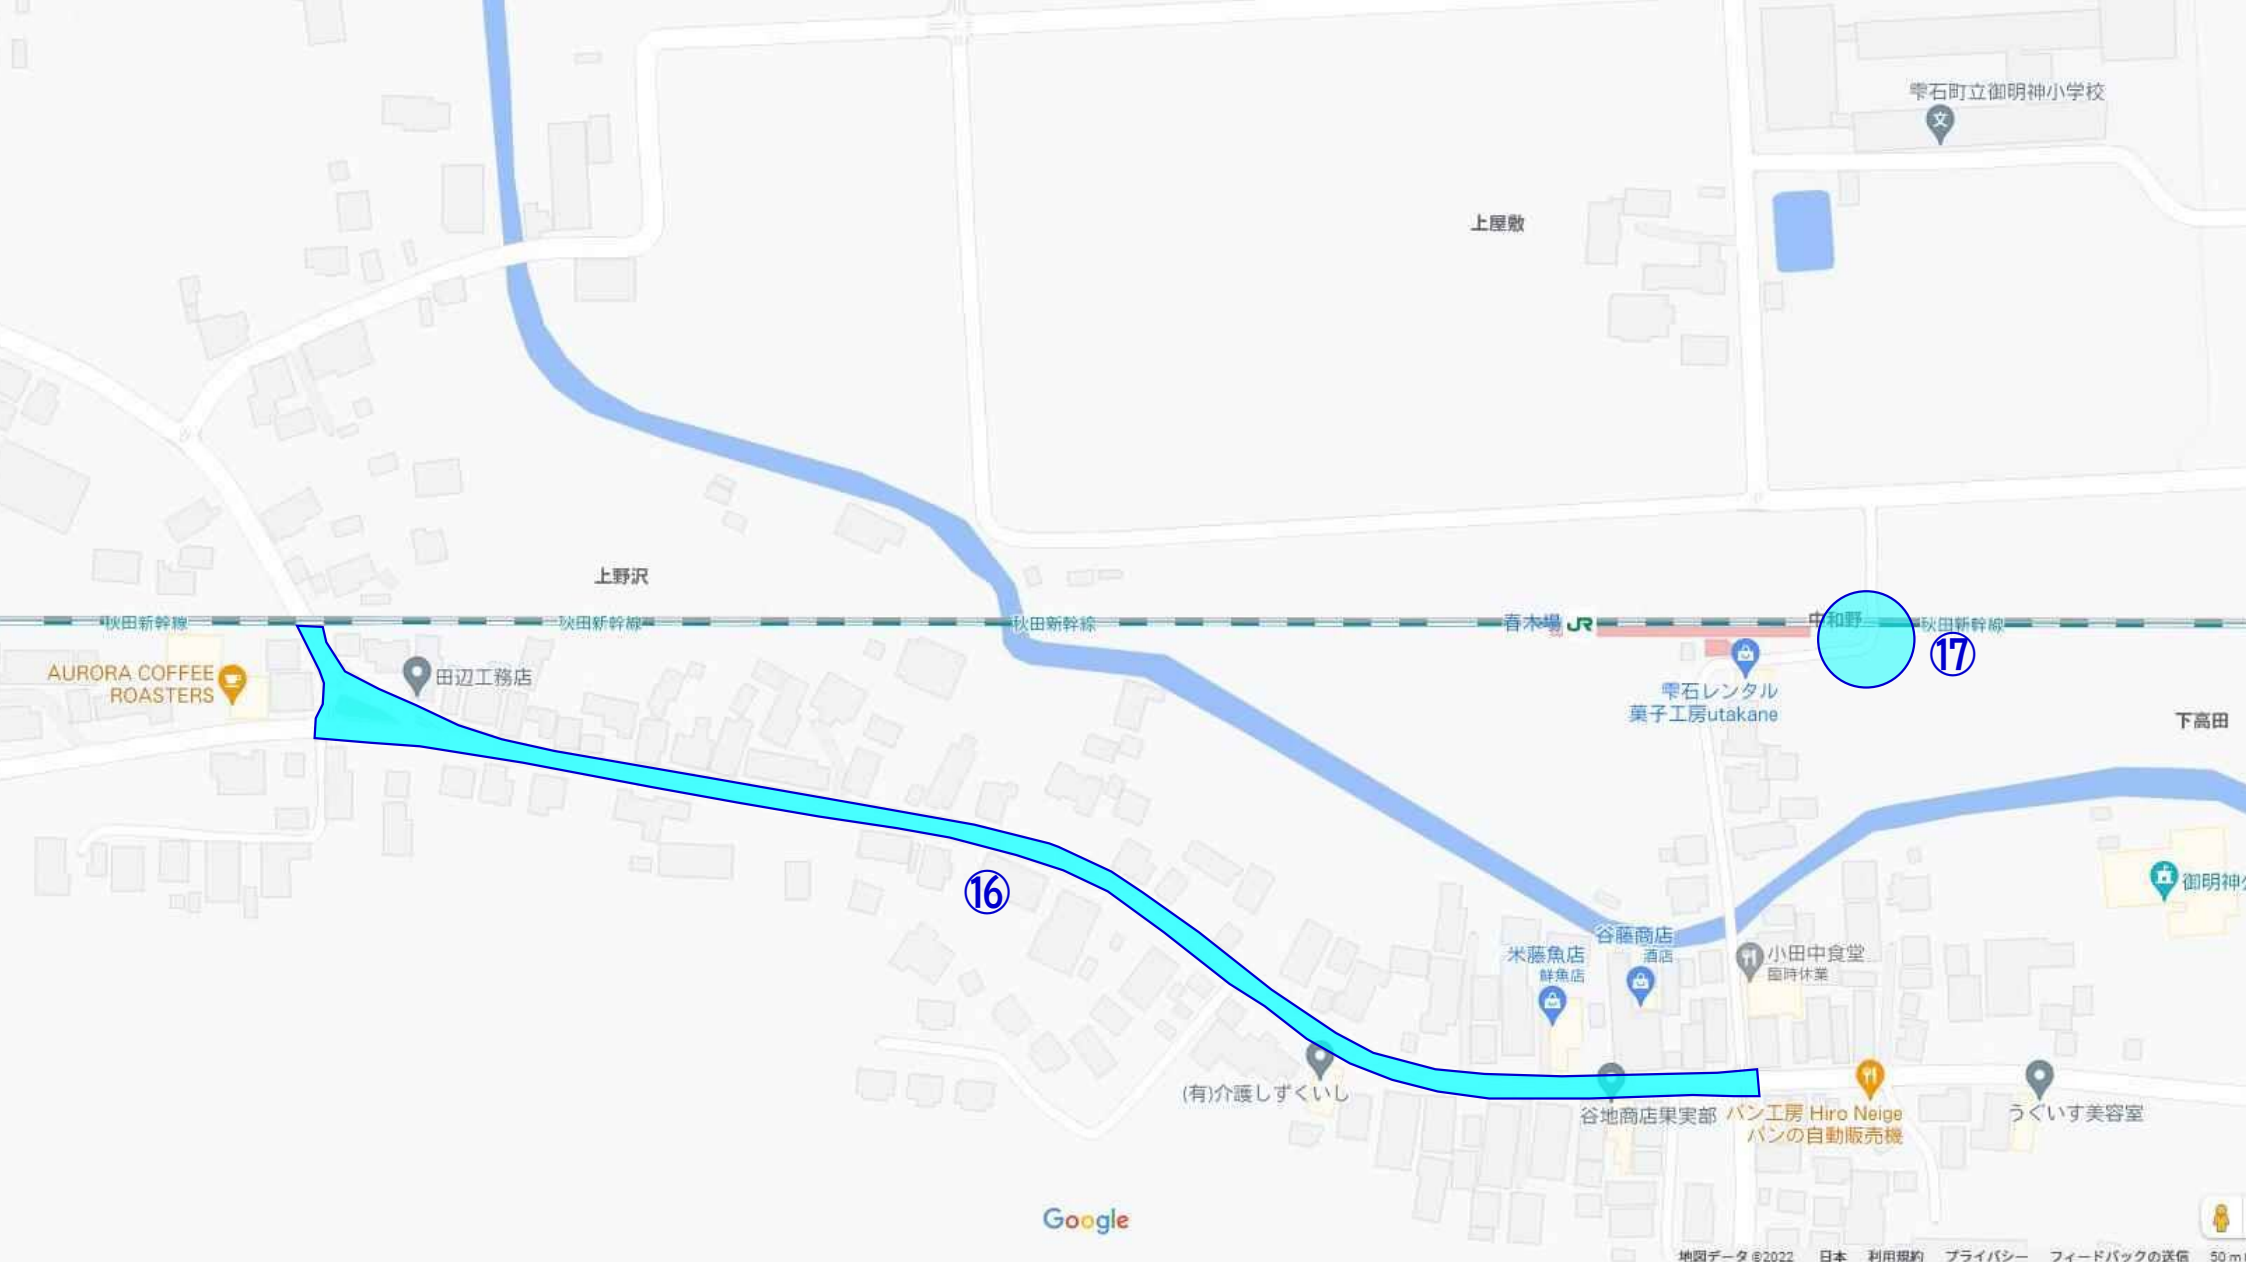 雫石町立御明神小学校
文
上屋敷
上野沢
秋田新幹線
秋田新幹線
秋田新幹線
春木場
JR
中和野
秋田新幹線
⑰
AURORA COFFEE
ROASTERS
田辺工務店
雫石レンタル
菓子工房utakane
下高田
⑯
御明神
谷藤商店
酒店
米藤魚店
鮮魚店
小田中食堂
臨時休業
(有)介護しずくいし
谷地商店果実部
パン工房 Hiro Neige
パンの自動販売機
うぐいす美容室
Google
地図データ ©2022 日本 利用規約 プライバシー フィードバックの送信 50 m